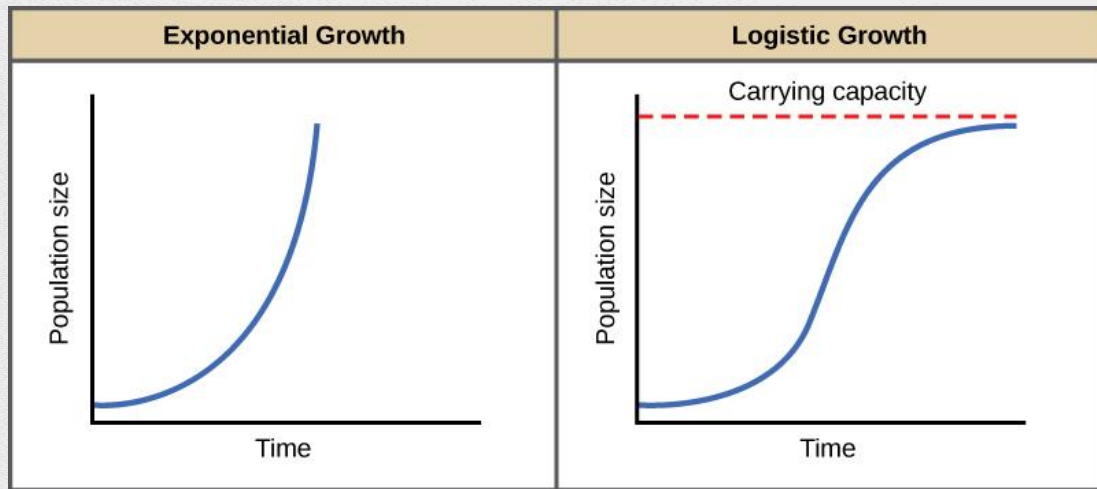 Exponential Growth
Logistic Growth
Population size
Time
Carrying capacity
Population size
Time